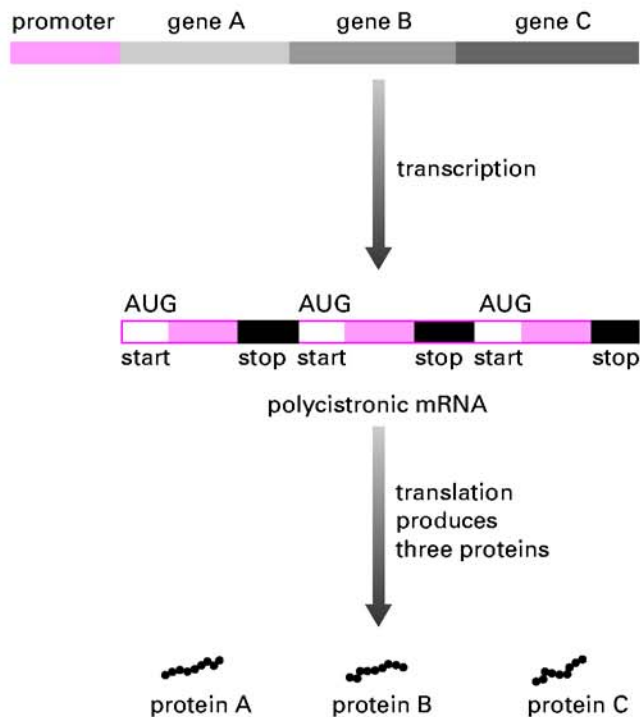 promoter gene A gene B gene C
transcription
AUG AUG AUG
start stop start stop start stop
polycistronic mRNA
translation
produces
three proteins
protein A protein B protein C